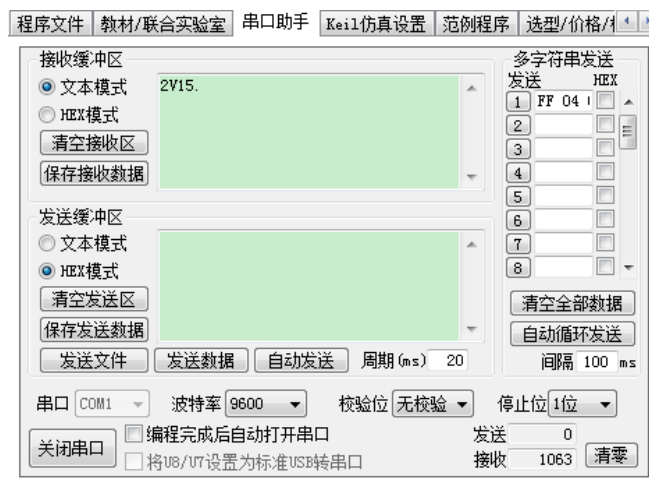 程序文件 教材/联合实验室 串口助手 Keil仿真设置 范例程序 选型/价格/
接收缓冲区
文本模式
HEX模式
清空接收区
保存接收数据
2V15.
发送缓冲区
文本模式
HEX模式
清空发送区
保存发送数据
发送文件 发送数据 自动发送 周期(ms) 20
多字符串发送
发送 HEX
1 FF 04
2
3
4
5
6
7
8
清空全部数据
自动循环发送
间隔 100 ms
串口 COM1 波特率 9600 校验位 无校验 停止位 1位
关闭串口
编程完成后自动打开串口
将U8/U7设置为标准USB转串口
发送 0
接收 1063 清零